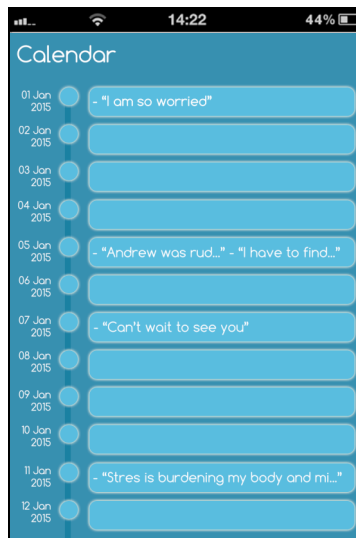 14:22 44%
Calendar
01 Jan
2015
- "I am so worried"
02 Jan
2015
03 Jan
2015
04 Jan
2015
05 Jan
2015
- "Andrew was rud..." - "I have to find..."
06 Jan
2015
07 Jan
2015
- "Can't wait to see you"
08 Jan
2015
09 Jan
2015
10 Jan
2015
11 Jan
2015
- "Stres is burdening my body and mi..."
12 Jan
2015